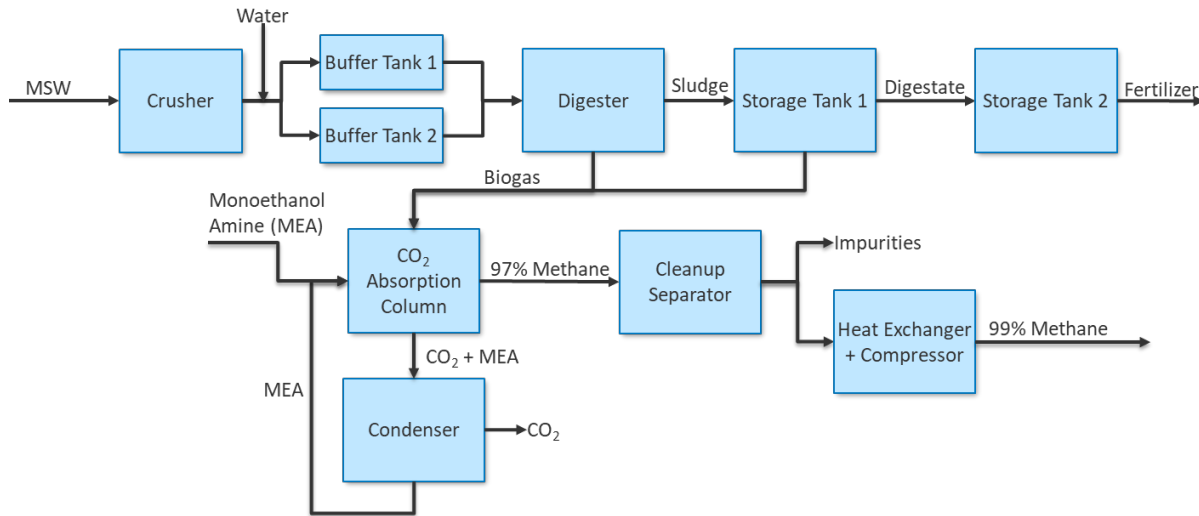 Water
MSW
Crusher
Buffer Tank 1
Buffer Tank 2
Digester
Sludge
Storage Tank 1
Digestate
Storage Tank 2
Fertilizer
Biogas
Monoethanol
Amine (MEA)
CO₂
Absorption
Column
97% Methane
Cleanup
Separator
Impurities
Heat Exchanger
+ Compressor
99% Methane
CO₂ + MEA
MEA
Condenser
CO₂